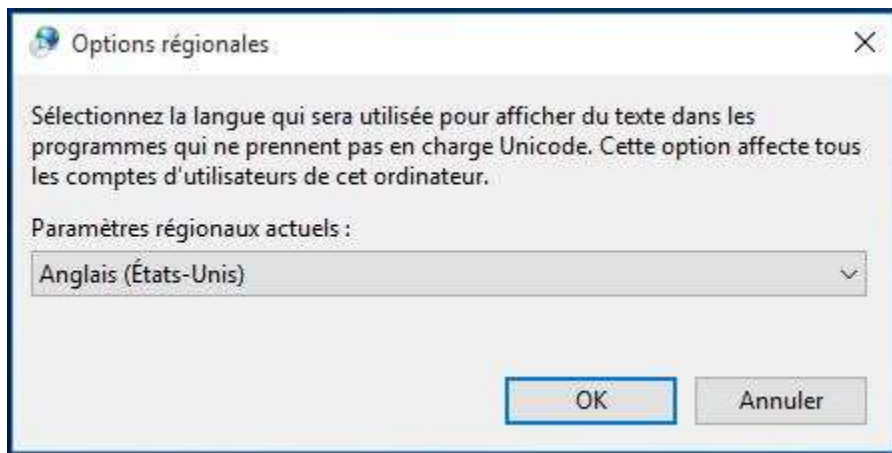 Options régionales
Sélectionnez la langue qui sera utilisée pour afficher du texte dans les
programmes qui ne prennent pas en charge Unicode. Cette option affecte tous
les comptes d'utilisateurs de cet ordinateur.
Paramètres régionaux actuels :
Anglais (États-Unis)
OK Annuler